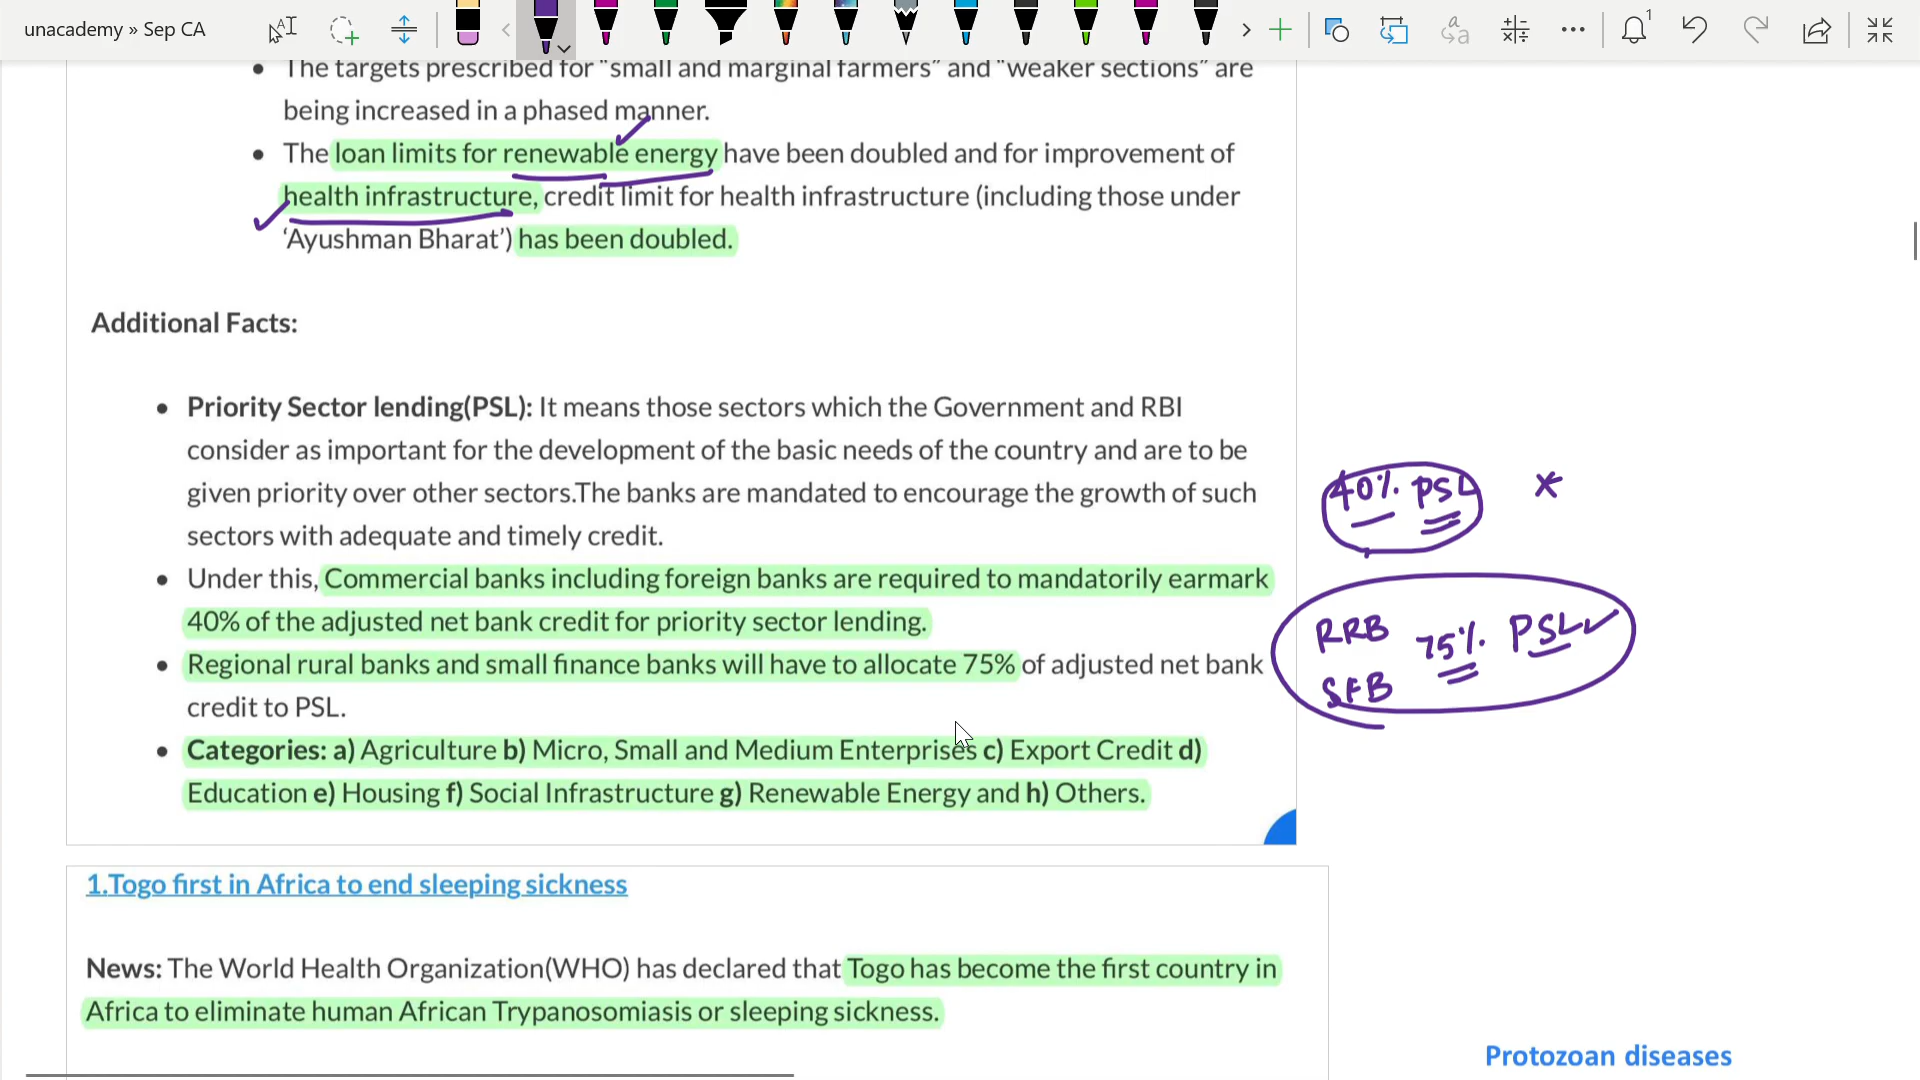 unacademy » Sep CA
The targets prescribed for “small and marginal farmers” and “weaker sections” are
being increased in a phased manner.
The loan limits for renewable energy have been doubled and for improvement of
health infrastructure, credit limit for health infrastructure (including those under
‘Ayushman Bharat’) has been doubled.
Additional Facts:
Priority Sector lending(PSL): It means those sectors which the Government and RBI
consider as important for the development of the basic needs of the country and are to be
given priority over other sectors.The banks are mandated to encourage the growth of such
sectors with adequate and timely credit.
40% PSL *
Under this, Commercial banks including foreign banks are required to mandatorily earmark
40% of the adjusted net bank credit for priority sector lending.
Regional rural banks and small finance banks will have to allocate 75% of adjusted net bank
credit to PSL.
RRB 75% PSL
SFB
Categories: a) Agriculture b) Micro, Small and Medium Enterprises c) Export Credit d)
Education e) Housing f) Social Infrastructure g) Renewable Energy and h) Others.
1.Togo first in Africa to end sleeping sickness
News: The World Health Organization(WHO) has declared that Togo has become the first country in
Africa to eliminate human African Trypanosomiasis or sleeping sickness.
Protozoan diseases